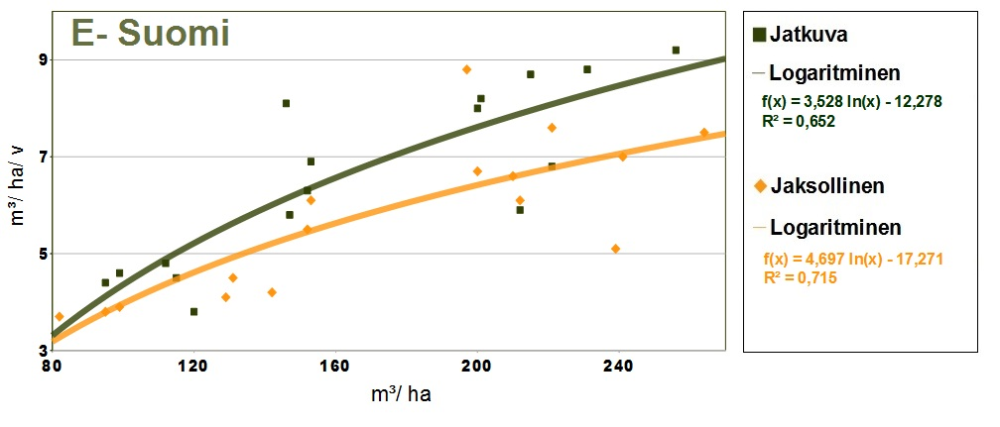 E- Suomi
9
7
5
3
80 120 160 200 240
m³/ ha/ v
m³/ ha
Jatkuva
Logaritminen
f(x) = 3,528 ln(x) - 12,278
R² = 0,652
Jaksollinen
Logaritminen
f(x) = 4,697 ln(x) - 17,271
R² = 0,715